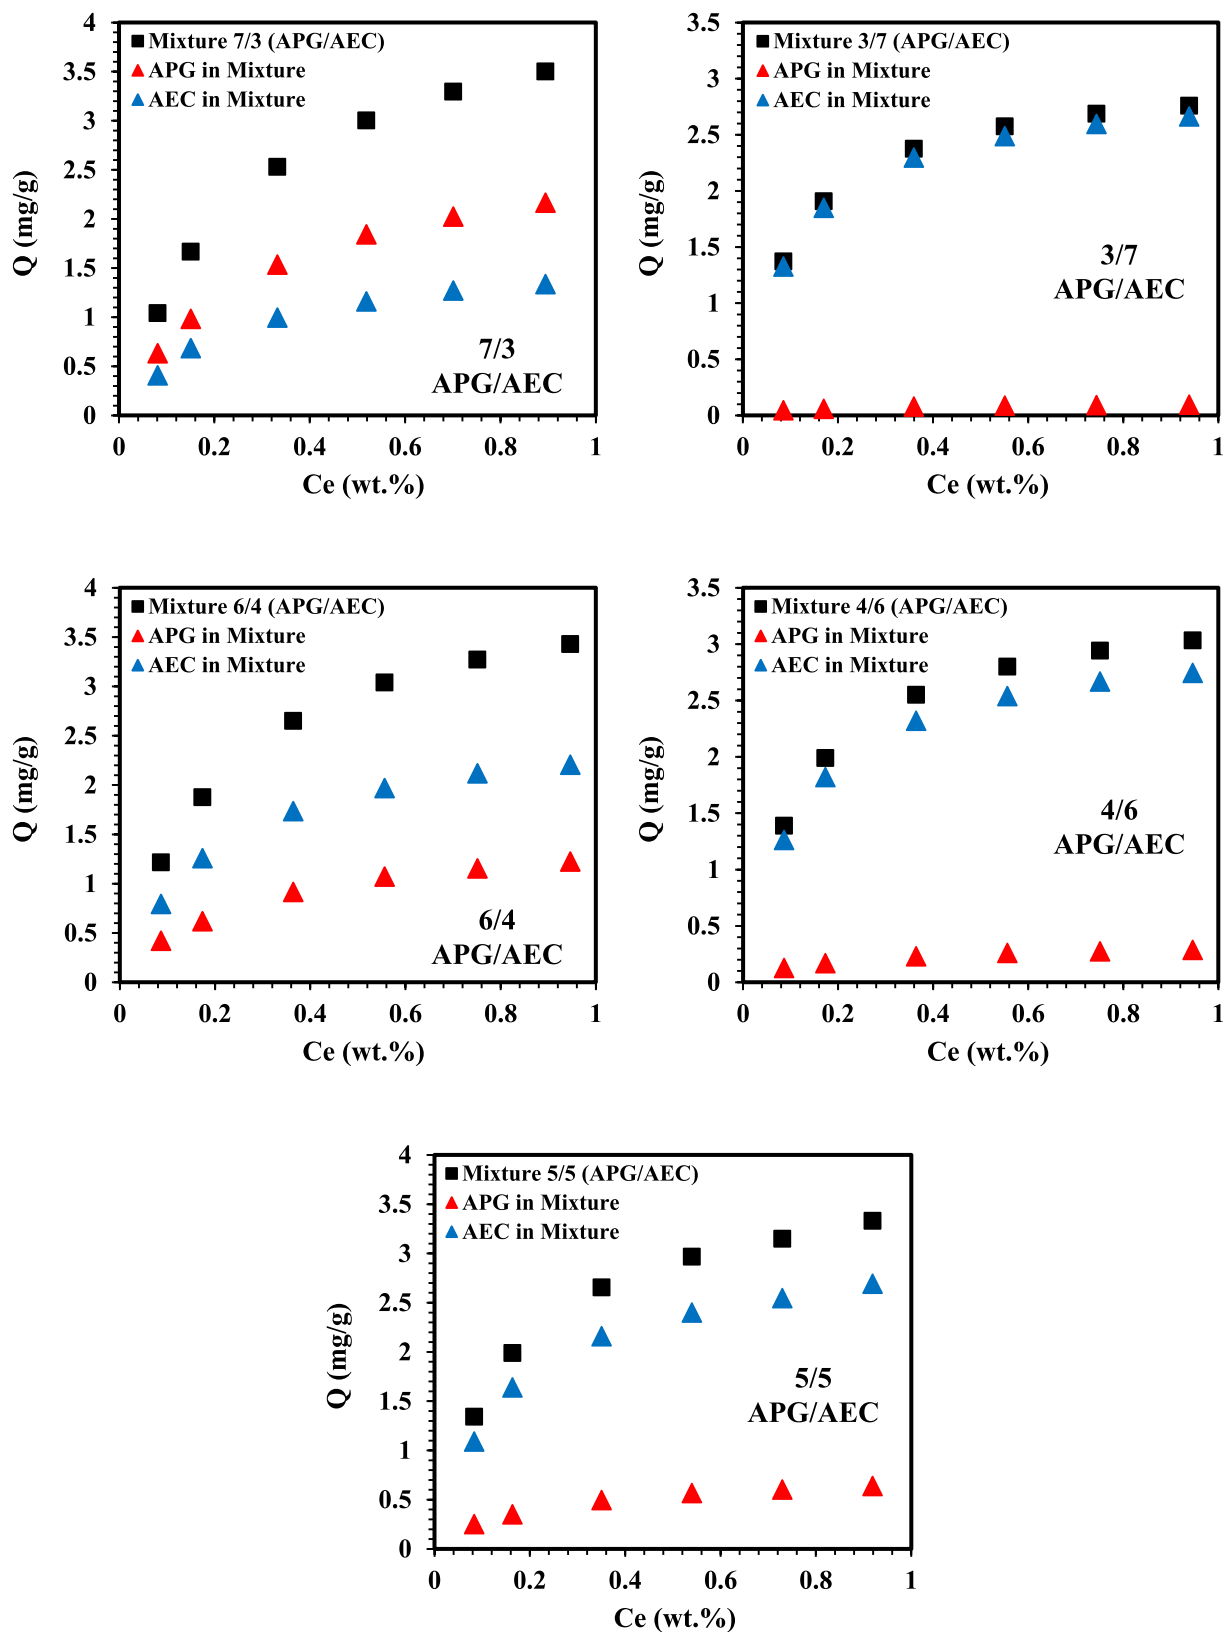 Mixture 7/3 (APG/AEC)
APG in Mixture
AEC in Mixture
4
3.5
3
2.5
2
1.5
1
0.5
0
Q (mg/g)
7/3
APG/AEC
0 0.2 0.4 0.6 0.8 1
Ce (wt.%)
Mixture 3/7 (APG/AEC)
APG in Mixture
AEC in Mixture
3.5
3
2.5
2
1.5
1
0.5
0
Q (mg/g)
3/7
APG/AEC
0 0.2 0.4 0.6 0.8 1
Ce (wt.%)
Mixture 6/4 (APG/AEC)
APG in Mixture
AEC in Mixture
4
3.5
3
2.5
2
1.5
1
0.5
0
Q (mg/g)
6/4
APG/AEC
0 0.2 0.4 0.6 0.8 1
Ce (wt.%)
Mixture 4/6 (APG/AEC)
APG in Mixture
AEC in Mixture
3.5
3
2.5
2
1.5
1
0.5
0
Q (mg/g)
4/6
APG/AEC
0 0.2 0.4 0.6 0.8 1
Ce (wt.%)
Mixture 5/5 (APG/AEC)
APG in Mixture
AEC in Mixture
4
3.5
3
2.5
2
1.5
1
0.5
0
Q (mg/g)
5/5
APG/AEC
0 0.2 0.4 0.6 0.8 1
Ce (wt.%)